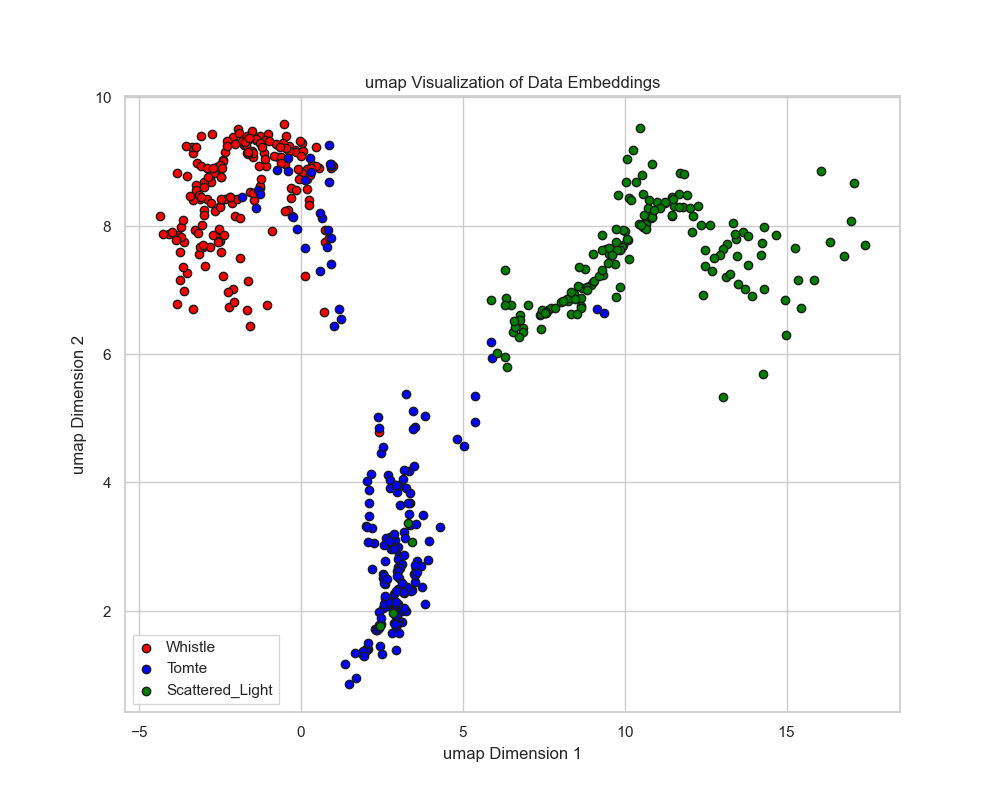 umap Visualization of Data Embeddings
10
8
6
4
2
umap Dimension 2
Whistle
Tomte
Scattered_Light
−5
0
5
10
15
umap Dimension 1